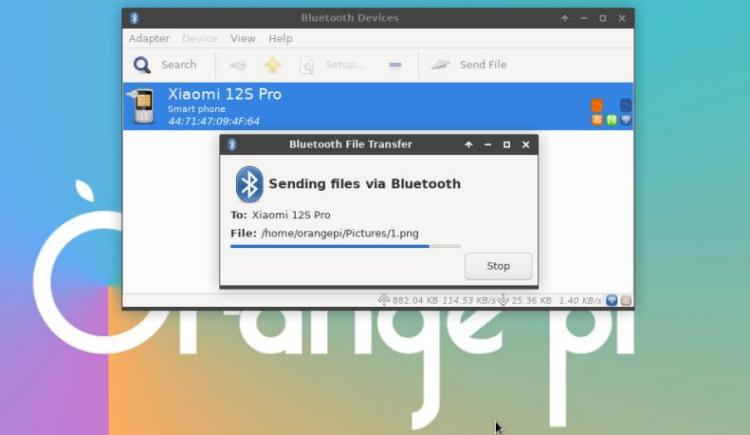 Bluetooth Devices
Adapter Device View Help
Search Setup... Send File
Xiaomi 12S Pro
Smart phone
44:71:47:09:4F:64
Bluetooth File Transfer
Sending files via Bluetooth
To: Xiaomi 12S Pro
File: /home/orangepi/Pictures/1.png
Stop
882.04 KB 114.53 KB/s 25.36 KB 1.40 KB/s
Orange pi